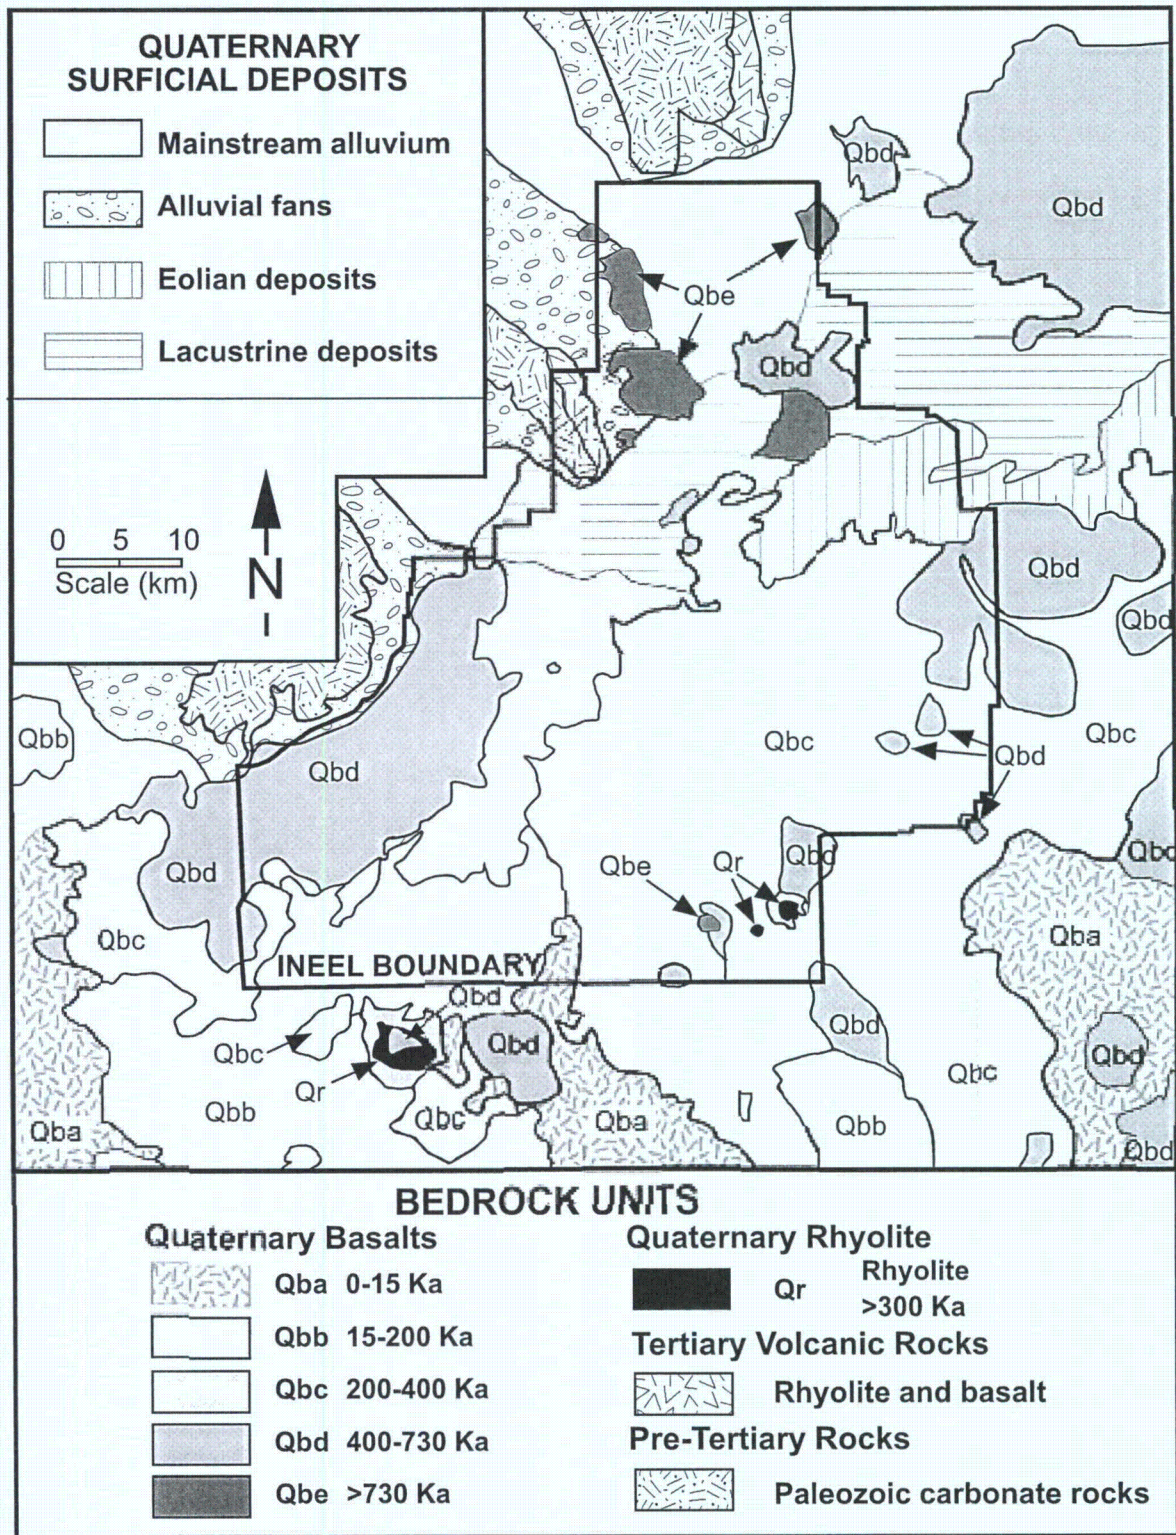 QUATERNARY
SURFICIAL DEPOSITS
Mainstream alluvium
Alluvial fans
Eolian deposits
Lacustrine deposits
0 5 10
Scale (km)
N
Qbd
Qbd
Qbe
Qbd
Qbd
Qbd
Qbb
Qbc
Qbc
Qbd
Qbd
Qbd
Qbd
Qbd
Qbe
Qr
Qba
Qbc
INEEL BOUNDARY
Qbd
Qbd
Qbd
Qbc
Qbd
Qbc
Qr
Qbb
Qbc
Qba
Qba
Qbb
Qbd
BEDROCK UNITS
Quaternary Basalts
Qba 0-15 Ka
Qbb 15-200 Ka
Qbc 200-400 Ka
Qbd 400-730 Ka
Qbe >730 Ka
Quaternary Rhyolite
Qr Rhyolite
>300 Ka
Tertiary Volcanic Rocks
Rhyolite and basalt
Pre-Tertiary Rocks
Paleozoic carbonate rocks